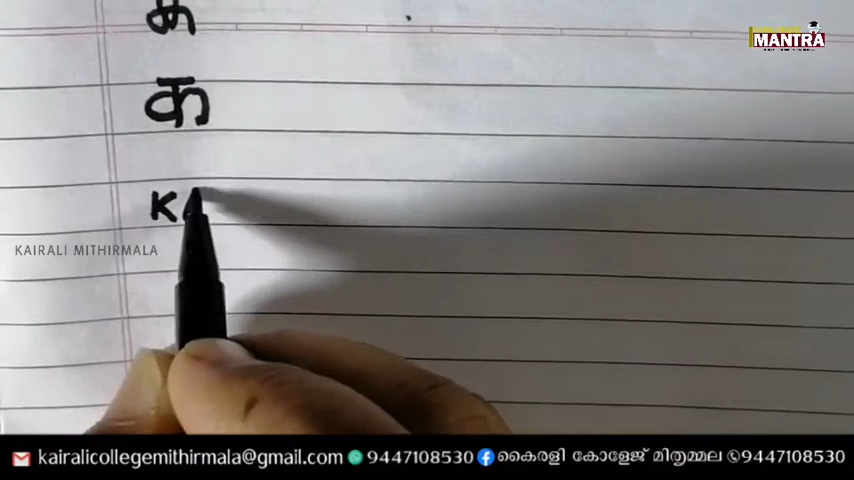 ക
MANTRA
क
K
KAIRALI MITHIRMALA
kairalicollegemithirmala@gmail.com 9447108530 കൈരളി കോളേജ് മിതൃമ്മല 9447108530